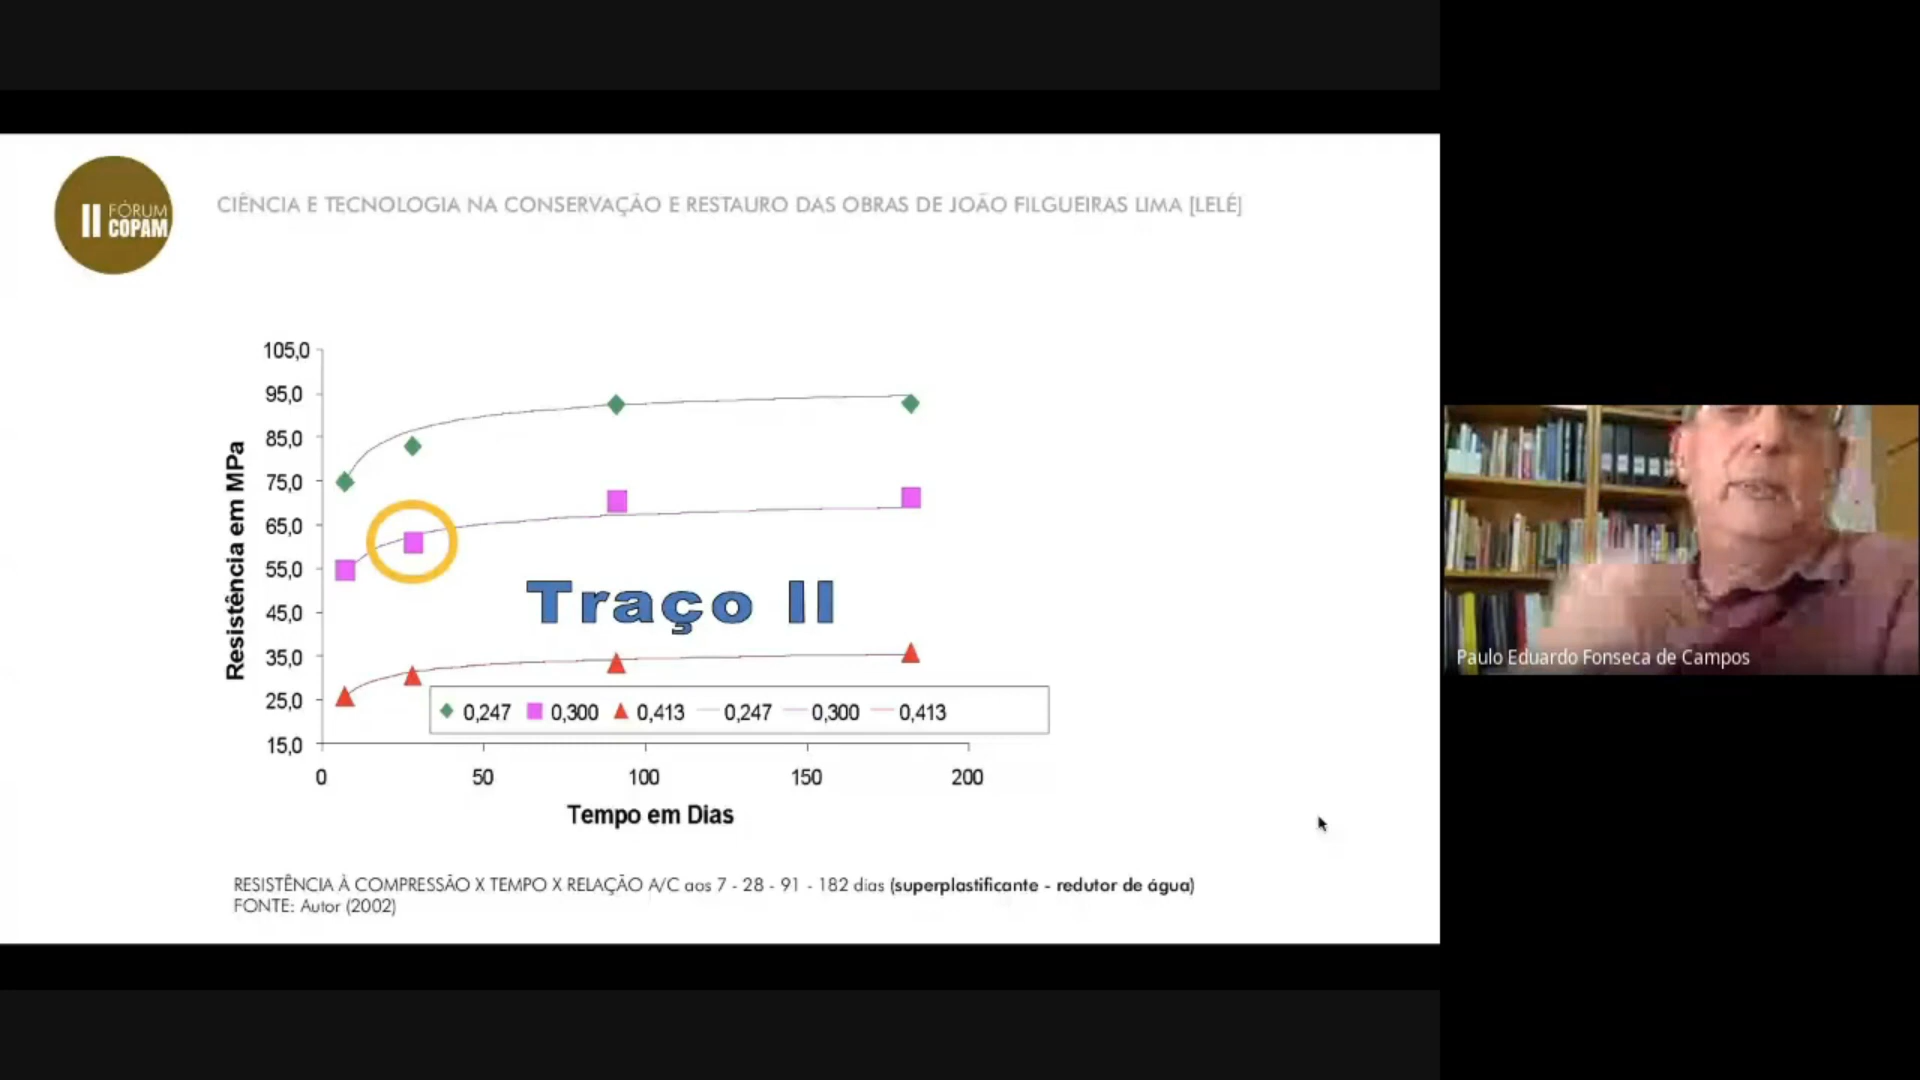 II FÓRUM
COPAM
CIÊNCIA E TECNOLOGIA NA CONSERVAÇÃO E RESTAURO DAS OBRAS DE JOÃO FILGUEIRAS LIMA [LELÉ]
105,0
95,0
85,0
75,0
65,0
55,0
45,0
35,0
25,0
15,0
Resistência em MPa
Traço II
0,247 0,300 0,413 0,247 0,300 0,413
0 50 100 150 200
Tempo em Dias
RESISTÊNCIA À COMPRESSÃO X TEMPO X RELAÇÃO A/C aos 7 - 28 - 91 - 182 dias (superplastificante - redutor de água)
FONTE: Autor (2002)
Paulo Eduardo Fonseca de Campos